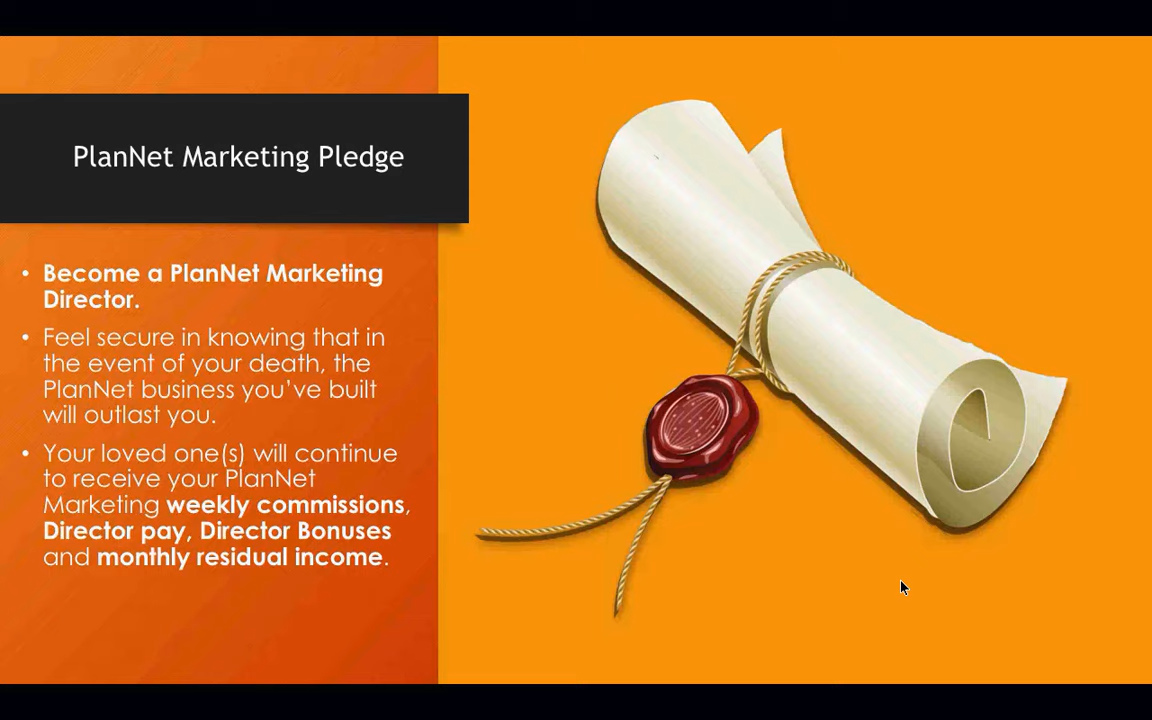 PlanNet Marketing Pledge
• Become a PlanNet Marketing
Director.
• Feel secure in knowing that in
the event of your death, the
PlanNet business you’ve built
will outlast you.
• Your loved one(s) will continue
to receive your PlanNet
Marketing weekly commissions,
Director pay, Director Bonuses
and monthly residual income.